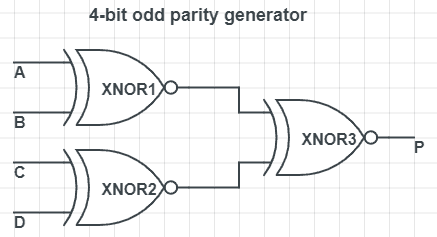 4-bit odd parity generator
A
XNOR1
B
XNOR3
P
C
XNOR2
D